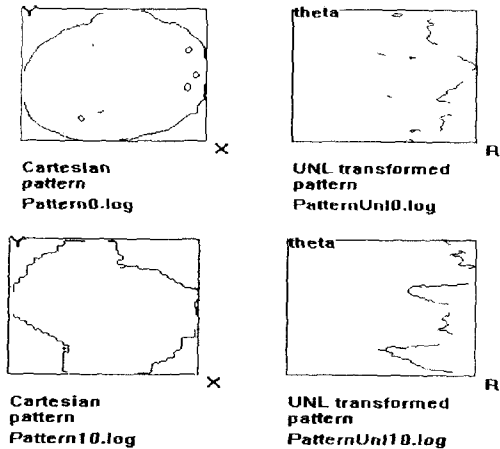 Y
theta
X
R
Cartesian
pattern
Pattern0.log
UNL transformed
pattern
PatternUnl0.log
Y
theta
X
R
Cartesian
pattern
Pattern10.log
UNL transformed
pattern
PatternUnl10.log